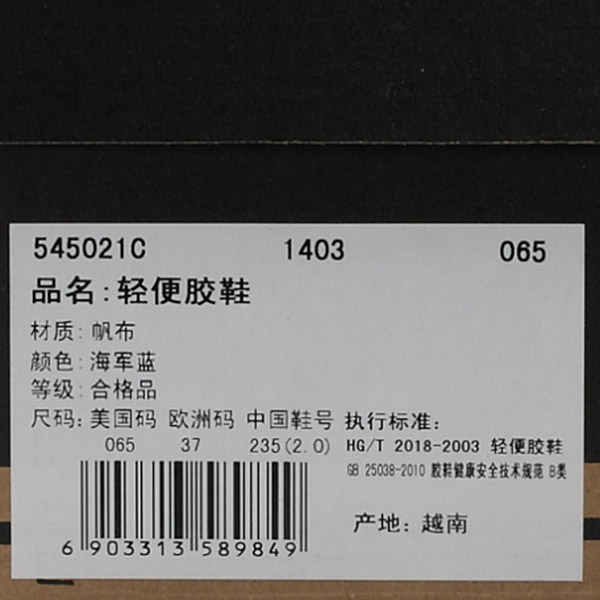 545021C 1403 065
品名:轻便胶鞋
材质:帆布
颜色:海军蓝
等级:合格品
尺码:美国码 欧洲码 中国鞋号 执行标准:
065 37 235(2.0) HG/T 2018-2003 轻便胶鞋
GB 25038-2010 胶鞋健康安全技术规范 B类
产地:越南
6 903313 589849